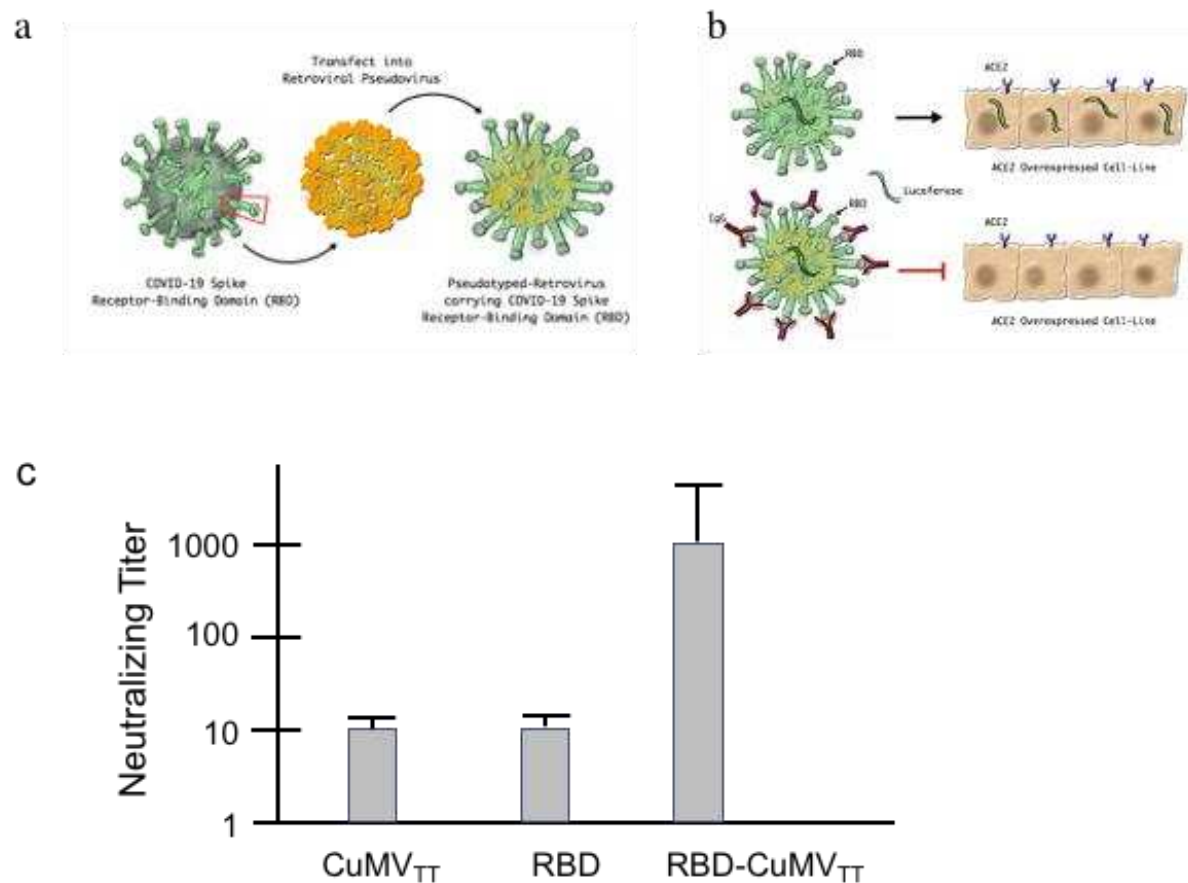 a
Transfect into
Retroviral Pseudovirus
COVID-19 Spike
Receptor-Binding Domain (RBD)
Pseudotyped-Retrovirus
carrying COVID-19 Spike
Receptor-Binding Domain (RBD)
b
RBD
ACE2
ACE2 Overexpressed Cell-Line
Luceferese
IgG
RBD
ACE2
ACE2 Overexpressed Cell-Line
c
Neutralizing Titer
1000
100
10
1
CuMVTT
RBD
RBD-CuMVTT